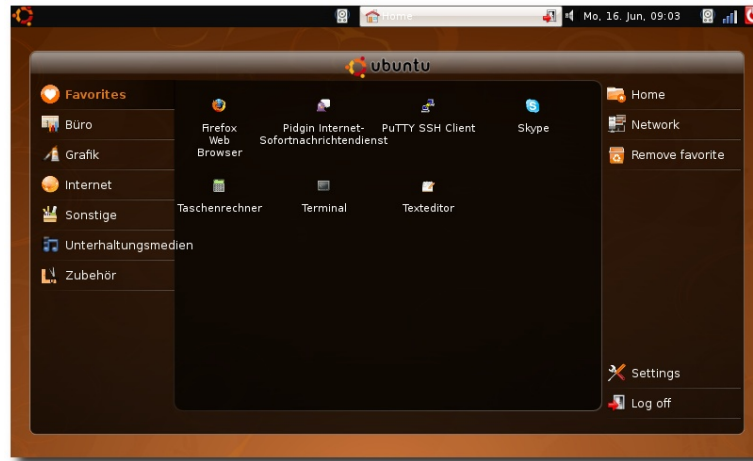 Home
Mo, 16. Jun, 09:03
ubuntu
Favorites
Büro
Grafik
Internet
Sonstige
Unterhaltungsmedien
Zubehör
Firefox
Web
Browser
Pidgin Internet-
Sofortnachrichtendienst
PuTTY SSH Client
Skype
Taschenrechner
Terminal
Texteditor
Home
Network
Remove favorite
Settings
Log off